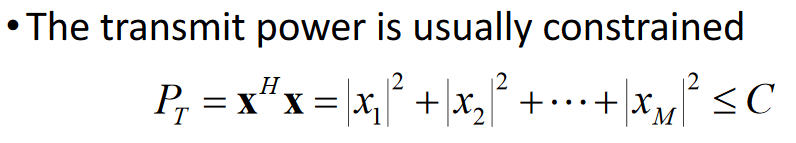 • The transmit power is usually constrained
P_T = x^H x = |x_1|^2 + |x_2|^2 + ⋯ + |x_M|^2 ≤ C